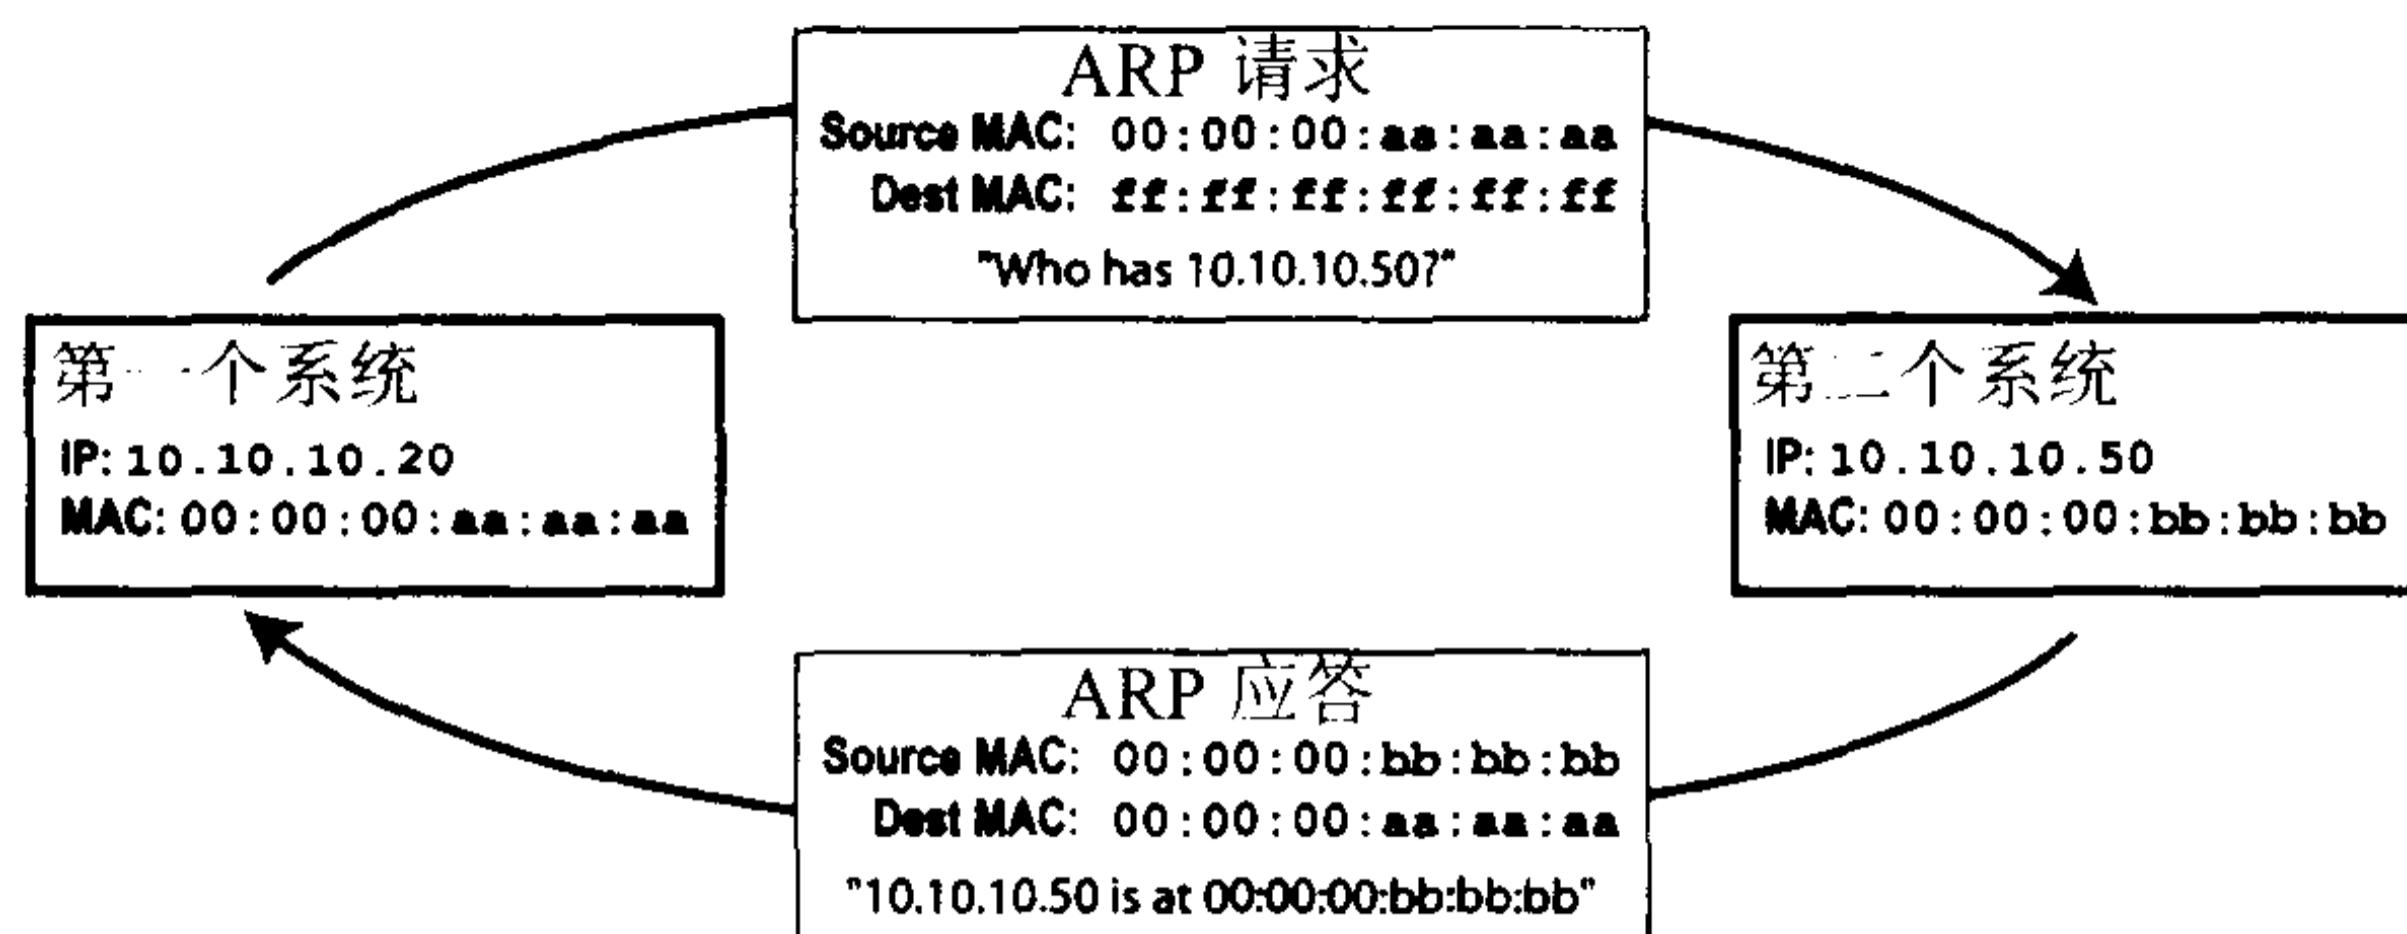 ARP 请求
Source MAC: 00:00:00:aa:aa:aa
Dest MAC: ff:ff:ff:ff:ff:ff
"Who has 10.10.10.50?"
第一个系统
IP: 10.10.10.20
MAC: 00:00:00:aa:aa:aa
第二个系统
IP: 10.10.10.50
MAC: 00:00:00:bb:bb:bb
ARP 应答
Source MAC: 00:00:00:bb:bb:bb
Dest MAC: 00:00:00:aa:aa:aa
"10.10.10.50 is at 00:00:00:bb:bb:bb"